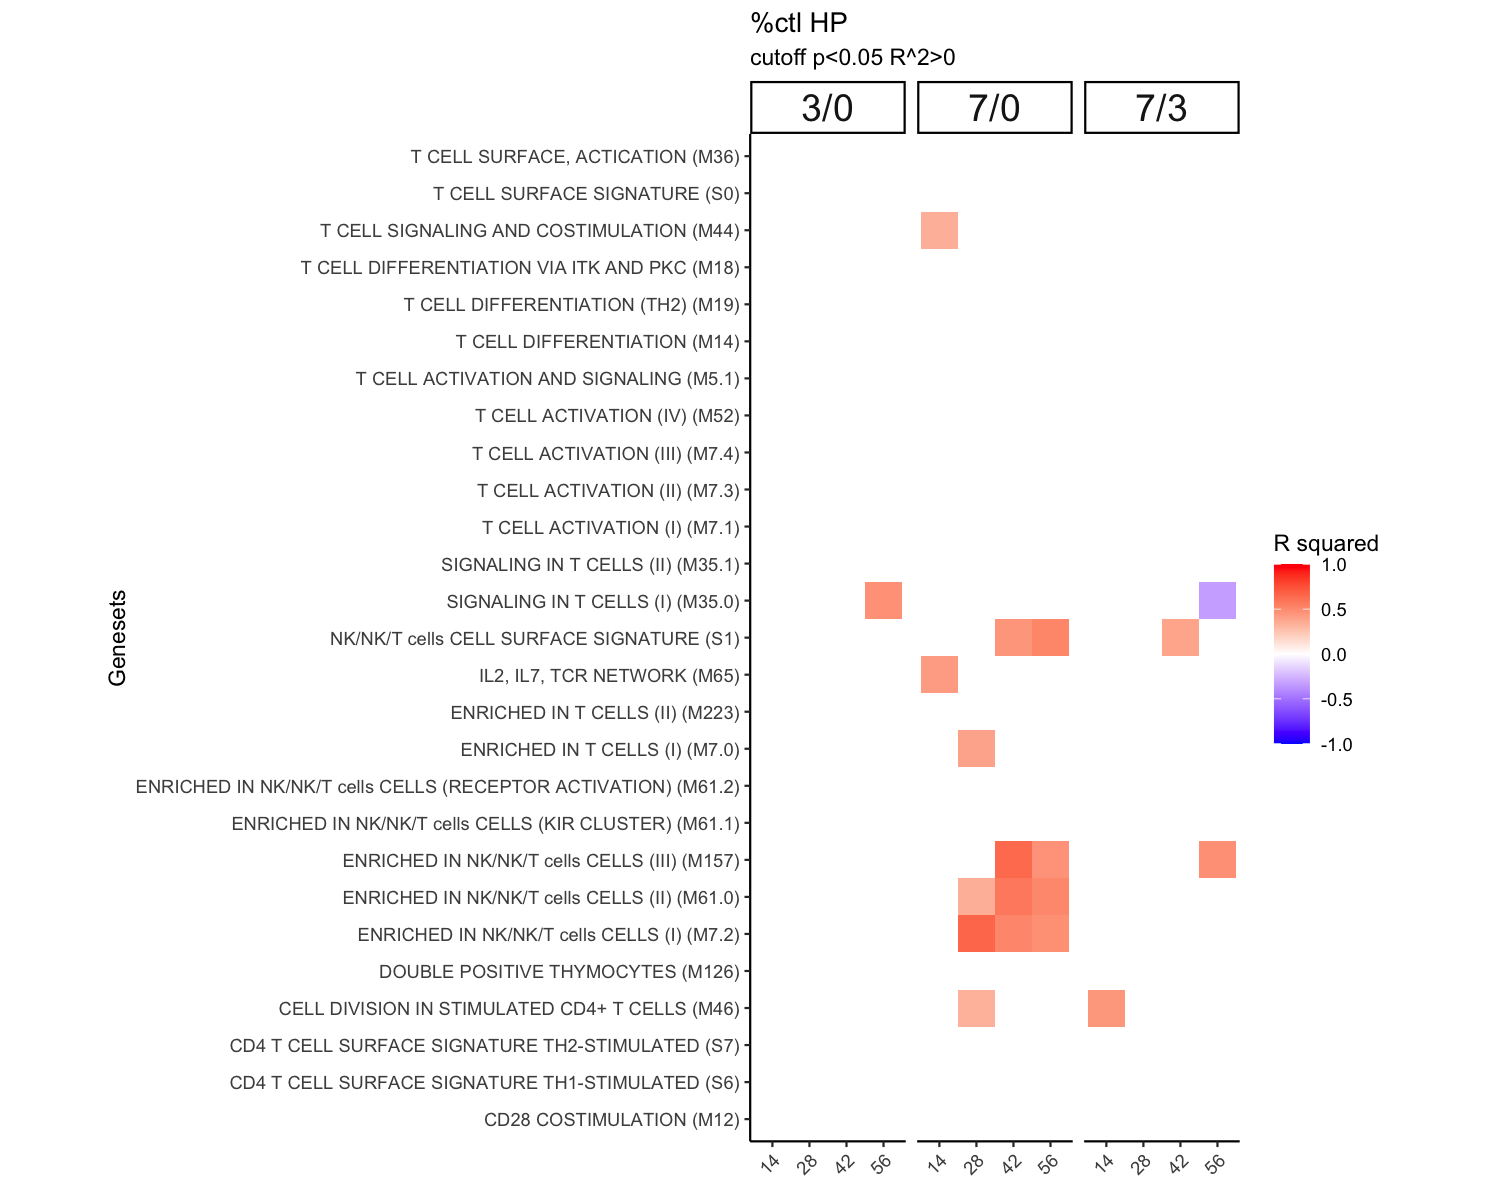 %ctl HP
cutoff p<0.05 R^2>0
3/0
7/0
7/3
T CELL SURFACE, ACTICATION (M36)
T CELL SURFACE SIGNATURE (S0)
T CELL SIGNALING AND COSTIMULATION (M44)
T CELL DIFFERENTIATION VIA ITK AND PKC (M18)
T CELL DIFFERENTIATION (TH2) (M19)
T CELL DIFFERENTIATION (M14)
T CELL ACTIVATION AND SIGNALING (M5.1)
T CELL ACTIVATION (IV) (M52)
T CELL ACTIVATION (III) (M7.4)
T CELL ACTIVATION (II) (M7.3)
T CELL ACTIVATION (I) (M7.1)
SIGNALING IN T CELLS (II) (M35.1)
SIGNALING IN T CELLS (I) (M35.0)
NK/NK/T cells CELL SURFACE SIGNATURE (S1)
IL2, IL7, TCR NETWORK (M65)
ENRICHED IN T CELLS (II) (M223)
ENRICHED IN T CELLS (I) (M7.0)
ENRICHED IN NK/NK/T cells CELLS (RECEPTOR ACTIVATION) (M61.2)
ENRICHED IN NK/NK/T cells CELLS (KIR CLUSTER) (M61.1)
ENRICHED IN NK/NK/T cells CELLS (III) (M157)
ENRICHED IN NK/NK/T cells CELLS (II) (M61.0)
ENRICHED IN NK/NK/T cells CELLS (I) (M7.2)
DOUBLE POSITIVE THYMOCYTES (M126)
CELL DIVISION IN STIMULATED CD4+ T CELLS (M46)
CD4 T CELL SURFACE SIGNATURE TH2-STIMULATED (S7)
CD4 T CELL SURFACE SIGNATURE TH1-STIMULATED (S6)
CD28 COSTIMULATION (M12)
Genesets
14 28 42 56
14 28 42 56
14 28 42 56
R squared
1.0
0.5
0.0
-0.5
-1.0